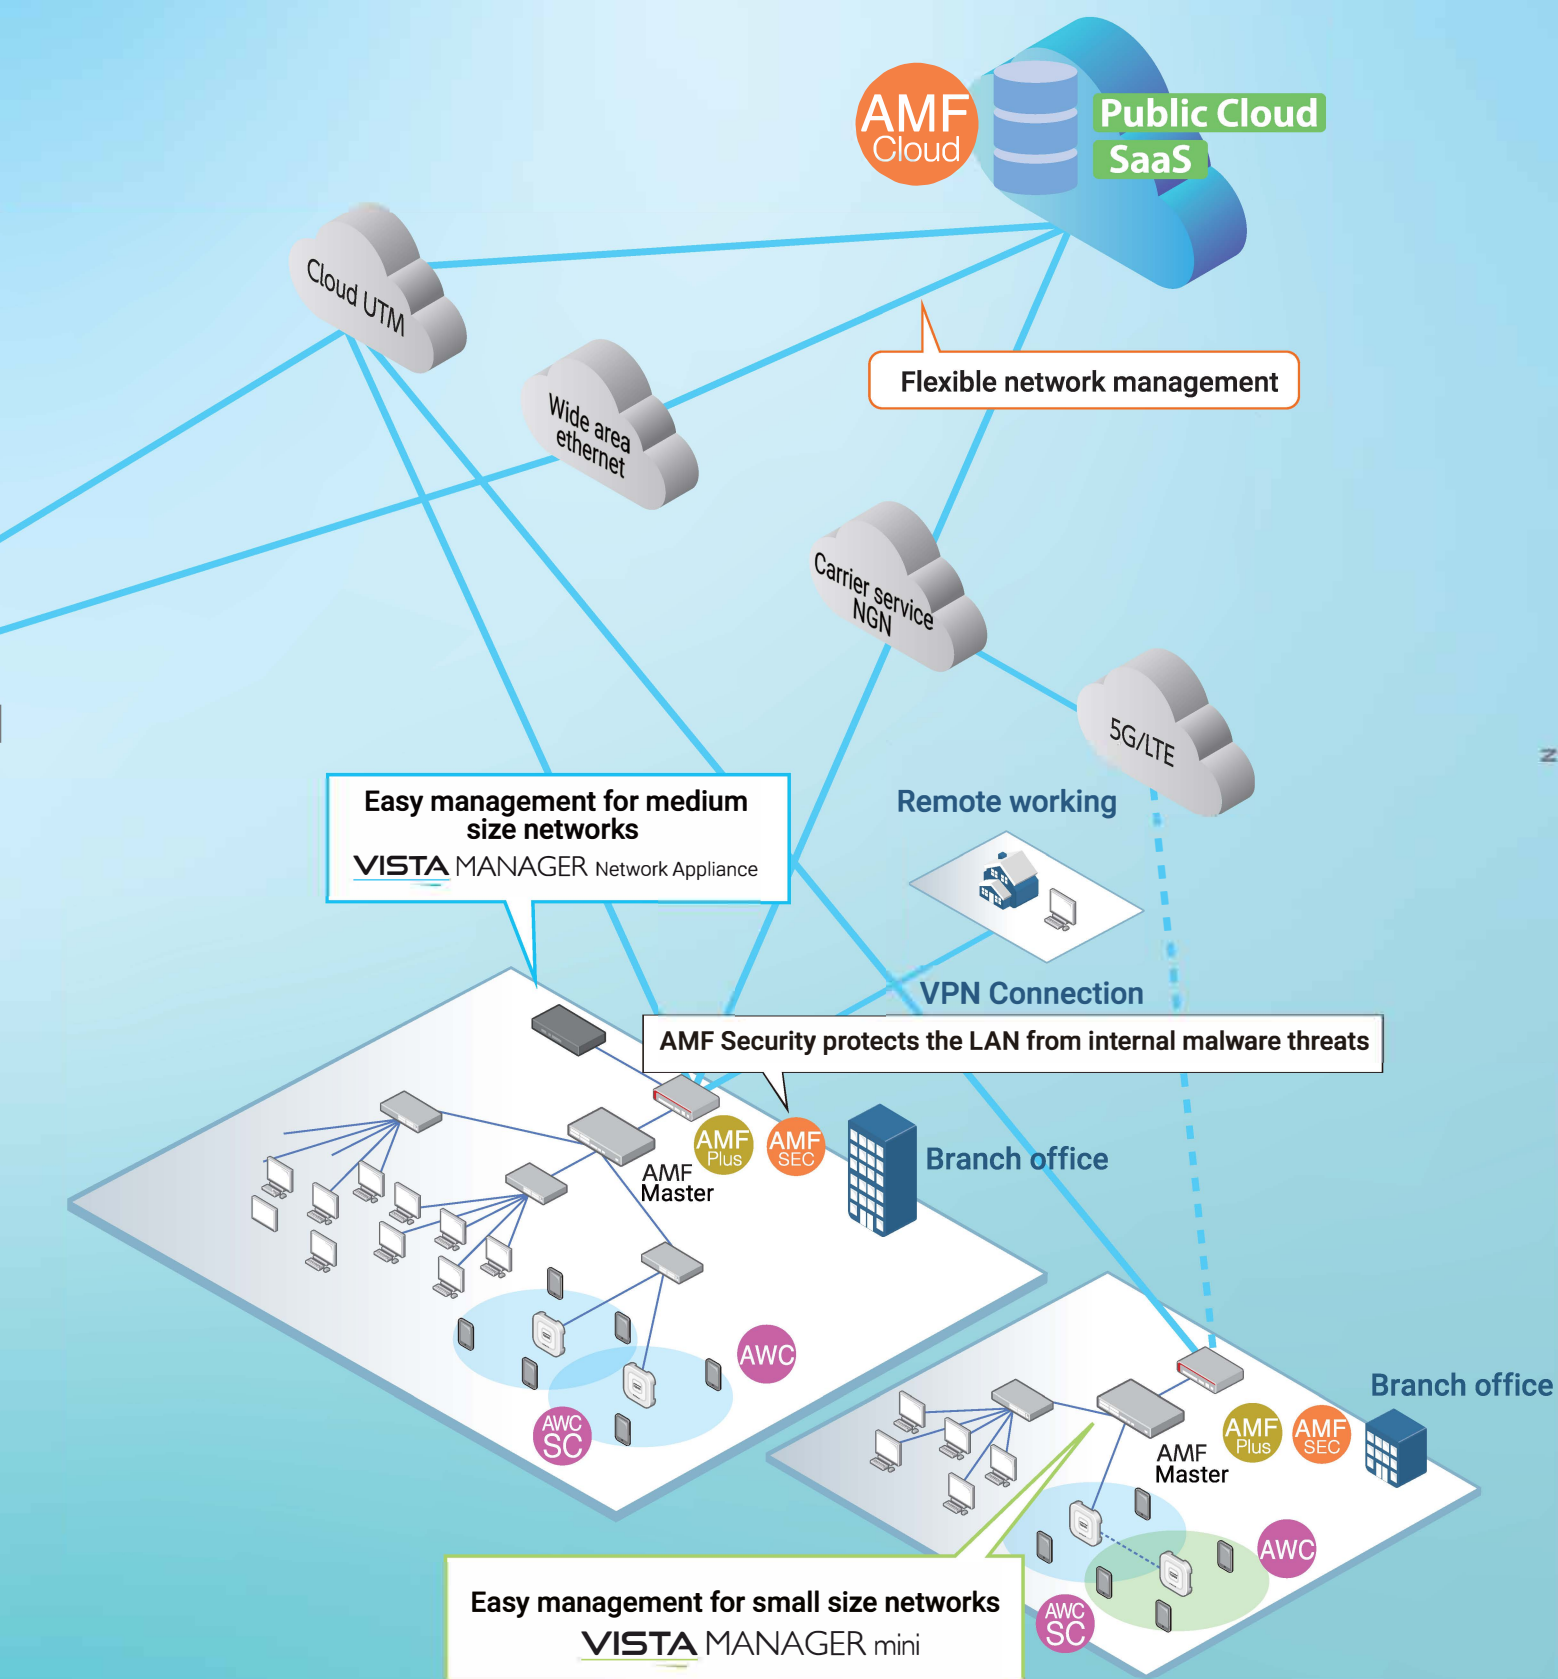 AMF
Cloud
Public Cloud
SaaS
Cloud UTM
Flexible network management
Wide area
ethernet
Carrier service
NGN
5G/LTE
Easy management for medium
size networks
VISTA MANAGER Network Appliance
Remote working
VPN Connection
AMF Security protects the LAN from internal malware threats
AMF
Plus
AMF
SEC
Branch office
AMF
Master
AWC
AWC
SC
Branch office
AMF
Plus
AMF
SEC
AMF
Master
AWC
AWC
SC
Easy management for small size networks
VISTA MANAGER mini